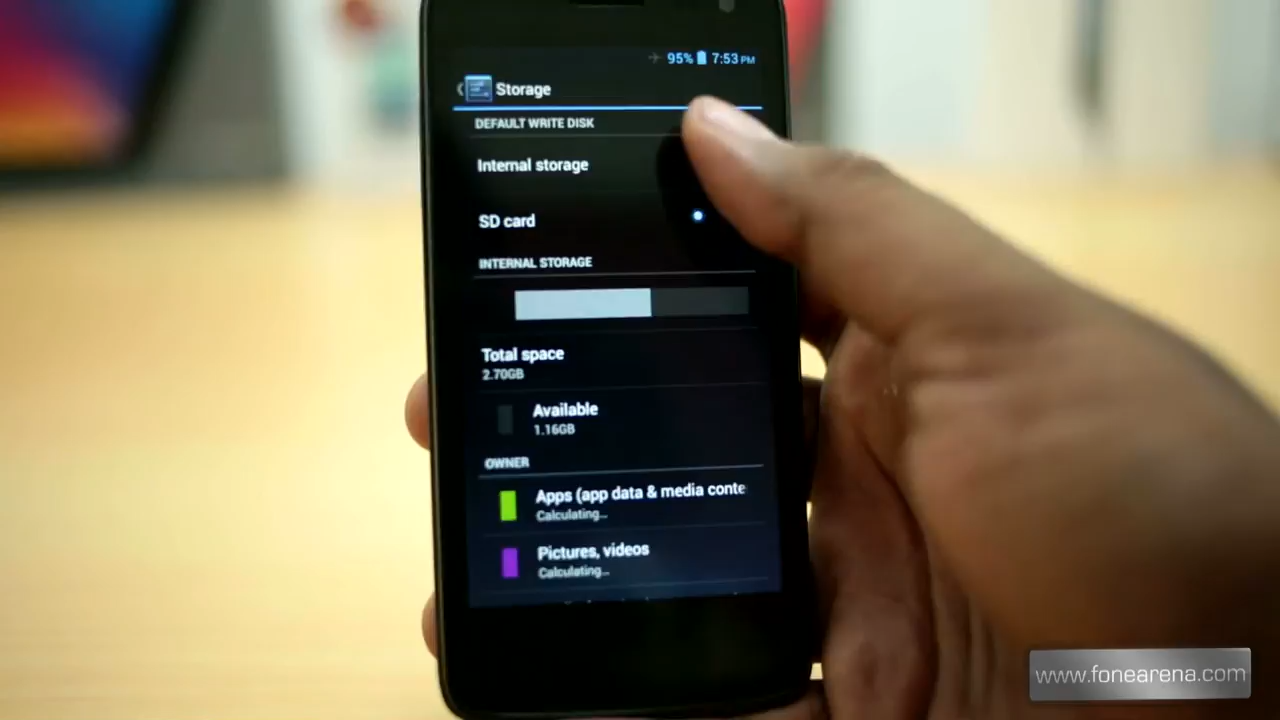 95% 7:53 PM
Storage
DEFAULT WRITE DISK
Internal storage
SD card
INTERNAL STORAGE
Total space
2.70GB
Available
1.16GB
OWNER
Apps (app data & media conte
Calculating...
Pictures, videos
Calculating...
www.fonearena.com